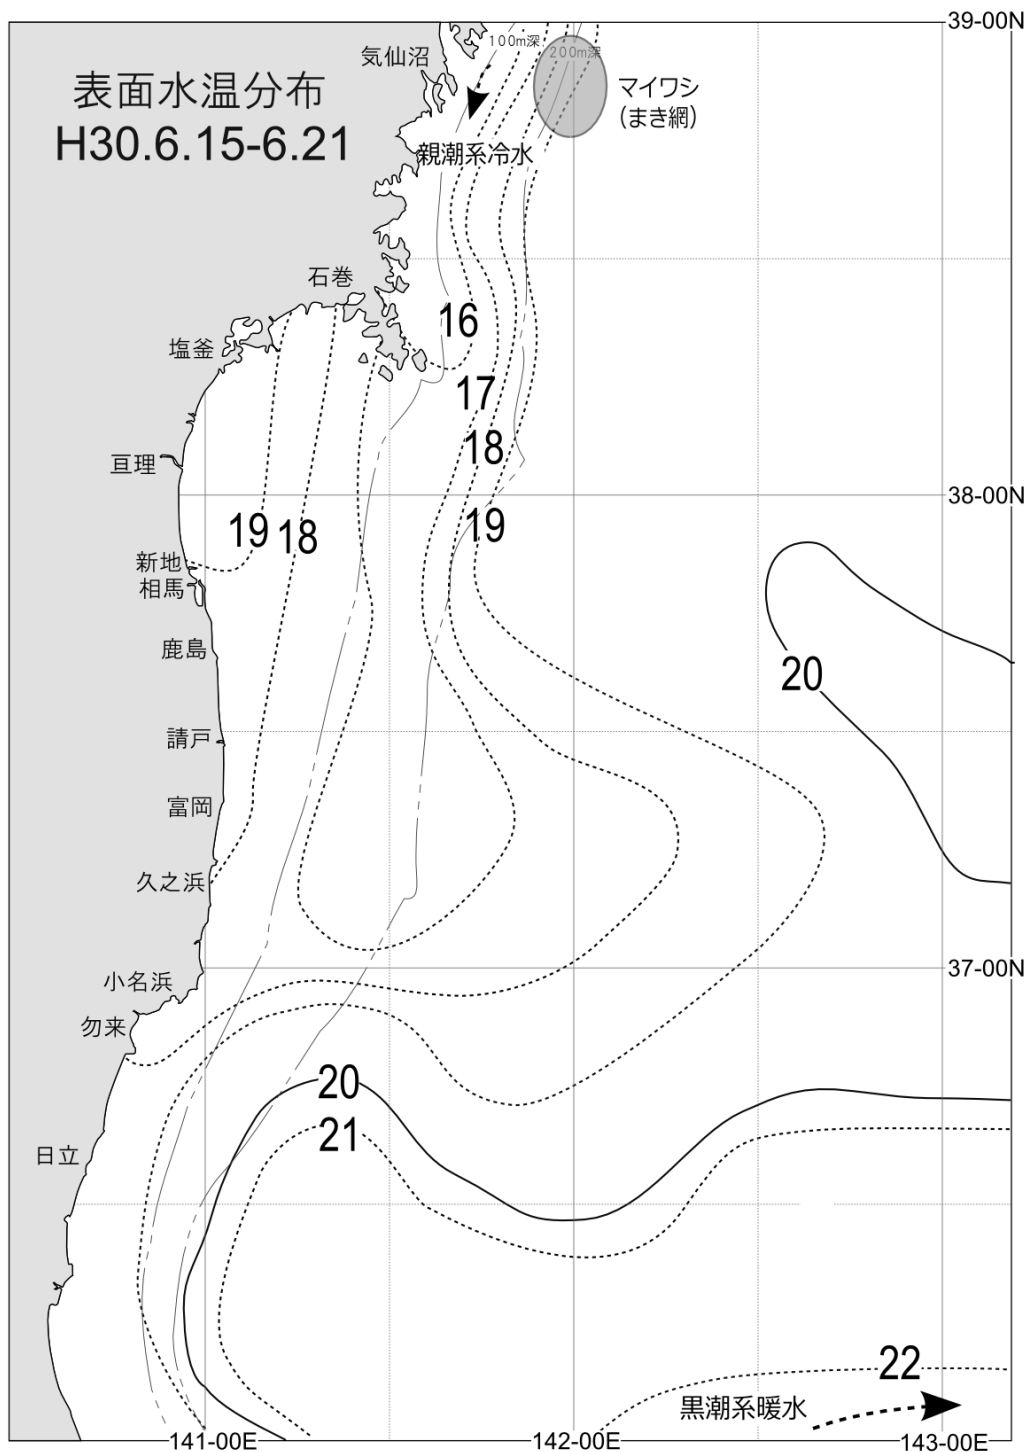 39-00N
100m深
200m深
気仙沼
表面水温分布
H30.6.15-6.21
マイワシ
(まき網)
親潮系冷水
石巻
16
塩釜
17
18
亘理
38-00N
19
19
18
新地
相馬
鹿島
20
請戸
富岡
久之浜
37-00N
小名浜
勿来
20
21
日立
22
黒潮系暖水
141-00E
142-00E
143-00E